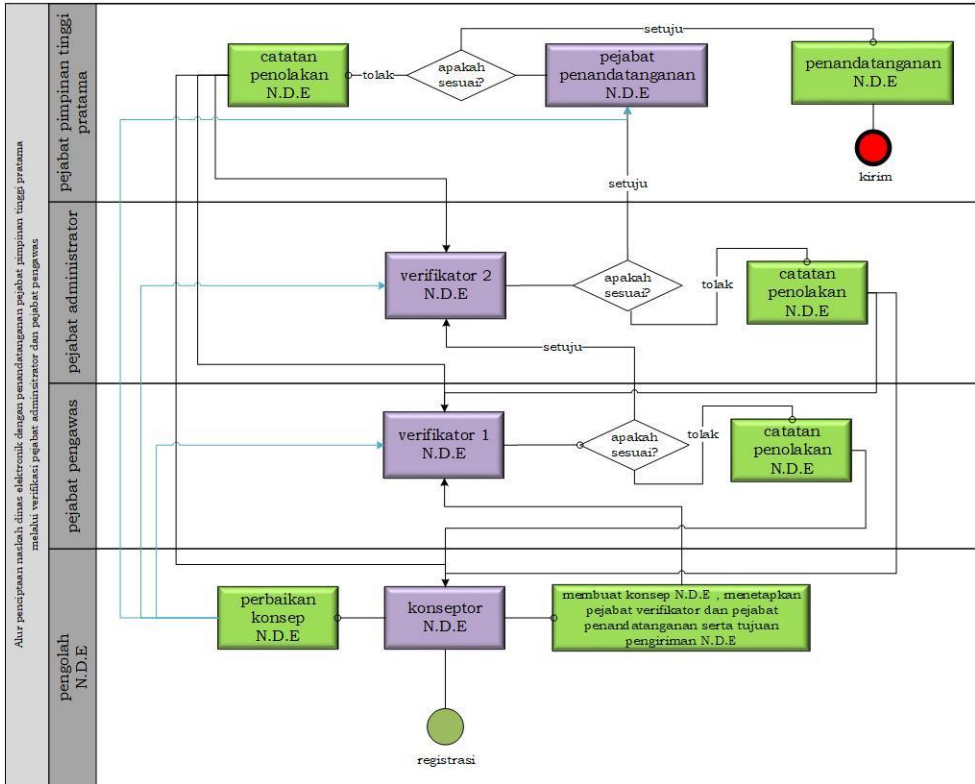 Alur penciptaan naskah dinas elektronik dengan penandatanganan pejabat pimpinan tinggi pratama
melalui verifikasi pejabat adminsitrator dan pejabat pengawas
pejabat pimpinan tinggi
pratama
catatan
penolakan
N.D.E
tolak
apakah
sesuai?
setuju
pejabat
penandatanganan
N.D.E
penandatanganan
N.D.E
kirim
setuju
pejabat administrator
verifikator 2
N.D.E
apakah
sesuai?
tolak
catatan
penolakan
N.D.E
setuju
pejabat pengawas
verifikator 1
N.D.E
apakah
sesuai?
tolak
catatan
penolakan
N.D.E
pengolah
N.D.E
perbaikan
konsep
N.D.E
konseptor
N.D.E
membuat konsep N.D.E , menetapkan
pejabat verifikator dan pejabat
penandatanganan serta tujuan
pengiriman N.D.E
registrasi